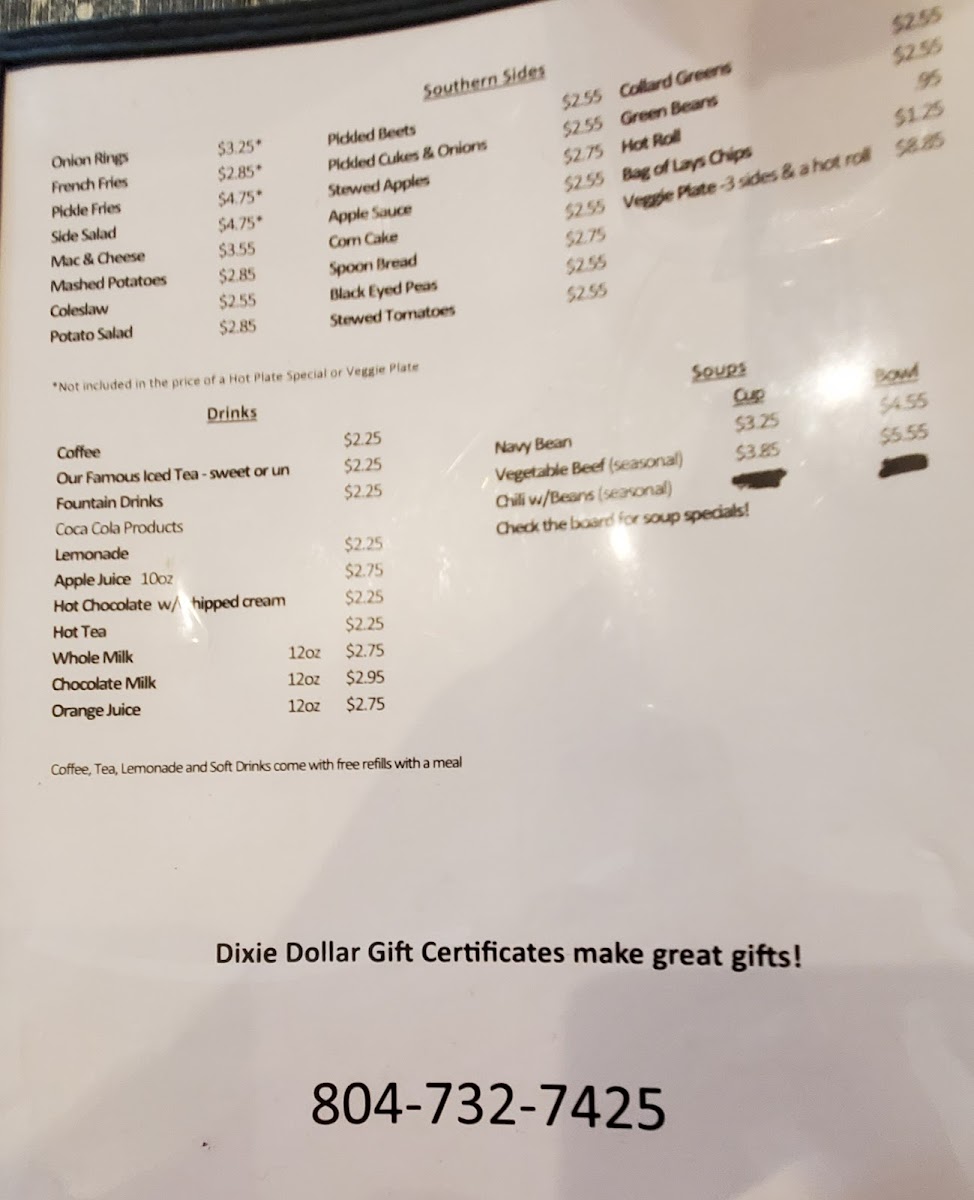 Southern Sides
Onion Rings $3.25*
French Fries $2.85*
Pickle Fries $4.75*
Side Salad $4.75*
Mac & Cheese $3.55
Mashed Potatoes $2.85
Coleslaw $2.55
Potato Salad $2.85
Pickled Beets $2.55
Pickled Cukes & Onions $2.55
Stewed Apples $2.75
Apple Sauce $2.55
Corn Cake $2.55
Spoon Bread $2.75
Black Eyed Peas $2.55
Stewed Tomatoes $2.55
Collard Greens $2.55
Green Beans $2.55
Hot Roll 95
Bag of Lays Chips $1.25
Veggie Plate -3 sides & a hot roll $8.85
*Not included in the price of a Hot Plate Special or Veggie Plate
Drinks
Coffee $2.25
Our Famous Iced Tea - sweet or un $2.25
Fountain Drinks $2.25
Coca Cola Products
Lemonade $2.25
Apple Juice 10oz $2.75
Hot Chocolate w/ hipped cream $2.25
Hot Tea $2.25
Whole Milk 12oz $2.75
Chocolate Milk 12oz $2.95
Orange Juice 12oz $2.75
Coffee, Tea, Lemonade and Soft Drinks come with free refills with a meal
Soups
Cup Bowl
Navy Bean $3.25 $4.55
Vegetable Beef (seasonal) $3.85 $5.55
Chili w/Beans (seasonal)
Check the board for soup specials!
Dixie Dollar Gift Certificates make great gifts!
804-732-7425